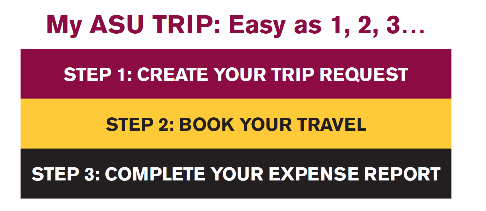 My ASU TRIP: Easy as 1, 2, 3...
STEP 1: CREATE YOUR TRIP REQUEST
STEP 2: BOOK YOUR TRAVEL
STEP 3: COMPLETE YOUR EXPENSE REPORT